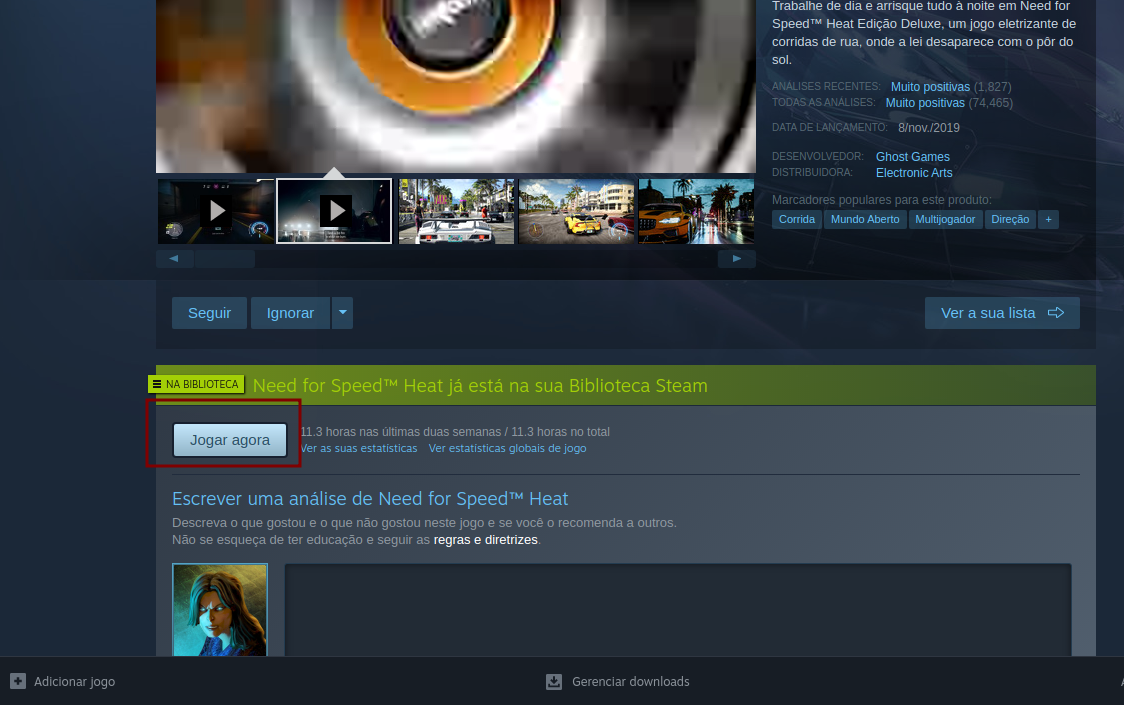 Trabalhe de dia e arrisque tudo à noite em Need for
Speed™ Heat Edição Deluxe, um jogo eletrizante de
corridas de rua, onde a lei desaparece com o pôr do
sol.
ANÁLISES RECENTES: Muito positivas (1,827)
TODAS AS ANÁLISES: Muito positivas (74,465)
DATA DE LANÇAMENTO: 8/nov./2019
DESENVOLVEDOR: Ghost Games
DISTRIBUIDORA: Electronic Arts
Marcadores populares para este produto:
Corrida Mundo Aberto Multijogador Direção +
Seguir Ignorar Ver a sua lista
NA BIBLIOTECA Need for Speed™ Heat já está na sua Biblioteca Steam
Jogar agora
11.3 horas nas últimas duas semanas / 11.3 horas no total
Ver as suas estatísticas Ver estatísticas globais de jogo
Escrever uma análise de Need for Speed™ Heat
Descreva o que gostou e o que não gostou neste jogo e se você o recomenda a outros.
Não se esqueça de ter educação e seguir as regras e diretrizes.
Adicionar jogo Gerenciar downloads